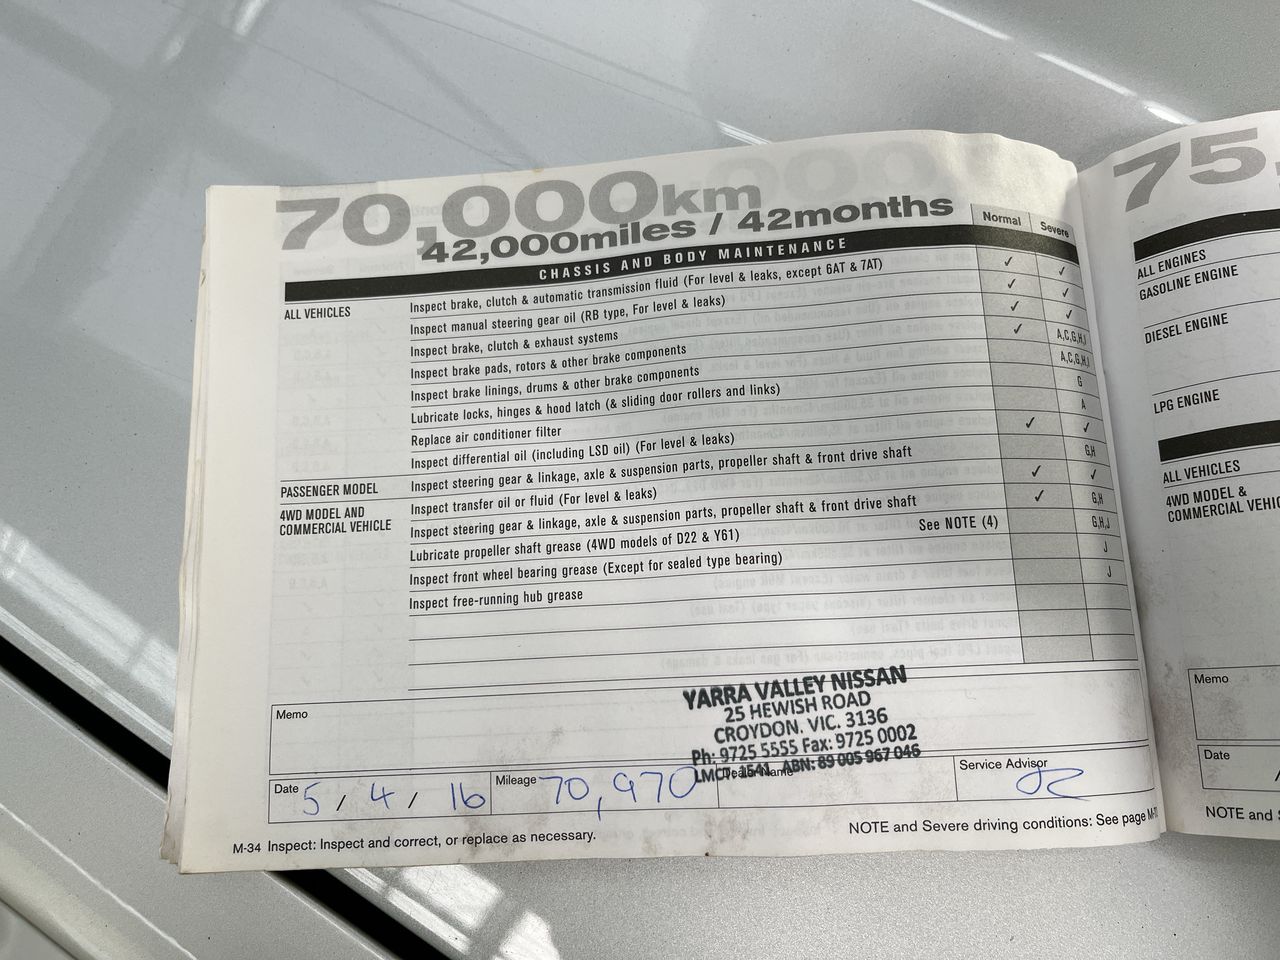 70,000km
42,000miles / 42months
Normal Severe
CHASSIS AND BODY MAINTENANCE
ALL VEHICLES Inspect brake, clutch & automatic transmission fluid (For level & leaks, except 6AT & 7AT) ✓ ✓
Inspect manual steering gear oil (RB type, For level & leaks) ✓ ✓
Inspect brake, clutch & exhaust systems ✓ ✓
Inspect brake pads, rotors & other brake components ✓ A,C,G,H,I
Inspect brake linings, drums & other brake components A,C,G,H,I
Lubricate locks, hinges & hood latch (& sliding door rollers and links) G
Replace air conditioner filter A
Inspect differential oil (including LSD oil) (For level & leaks) ✓ ✓
PASSENGER MODEL Inspect steering gear & linkage, axle & suspension parts, propeller shaft & front drive shaft G,H
4WD MODEL AND COMMERCIAL VEHICLE Inspect transfer oil or fluid (For level & leaks) ✓ ✓
Inspect steering gear & linkage, axle & suspension parts, propeller shaft & front drive shaft ✓ G,H
Lubricate propeller shaft grease (4WD models of D22 & Y61) See NOTE (4) G,H,J
Inspect front wheel bearing grease (Except for sealed type bearing) J
Inspect free-running hub grease J
Memo
YARRA VALLEY NISSAN
25 HEWISH ROAD
CROYDON. VIC. 3136
Ph: 9725 5555 Fax: 9725 0002
LMCT: 1541 ABN: 89 005 967 046
Date 5 / 4 / 16 Mileage 70,970 Dealer Name Service Advisor
M-34 Inspect: Inspect and correct, or replace as necessary.
NOTE and Severe driving conditions: See page
75,
ALL ENGINES
GASOLINE ENGINE
DIESEL ENGINE
LPG ENGINE
ALL VEHICLES
4WD MODEL &
COMMERCIAL VEHIC
Memo
Date
NOTE and